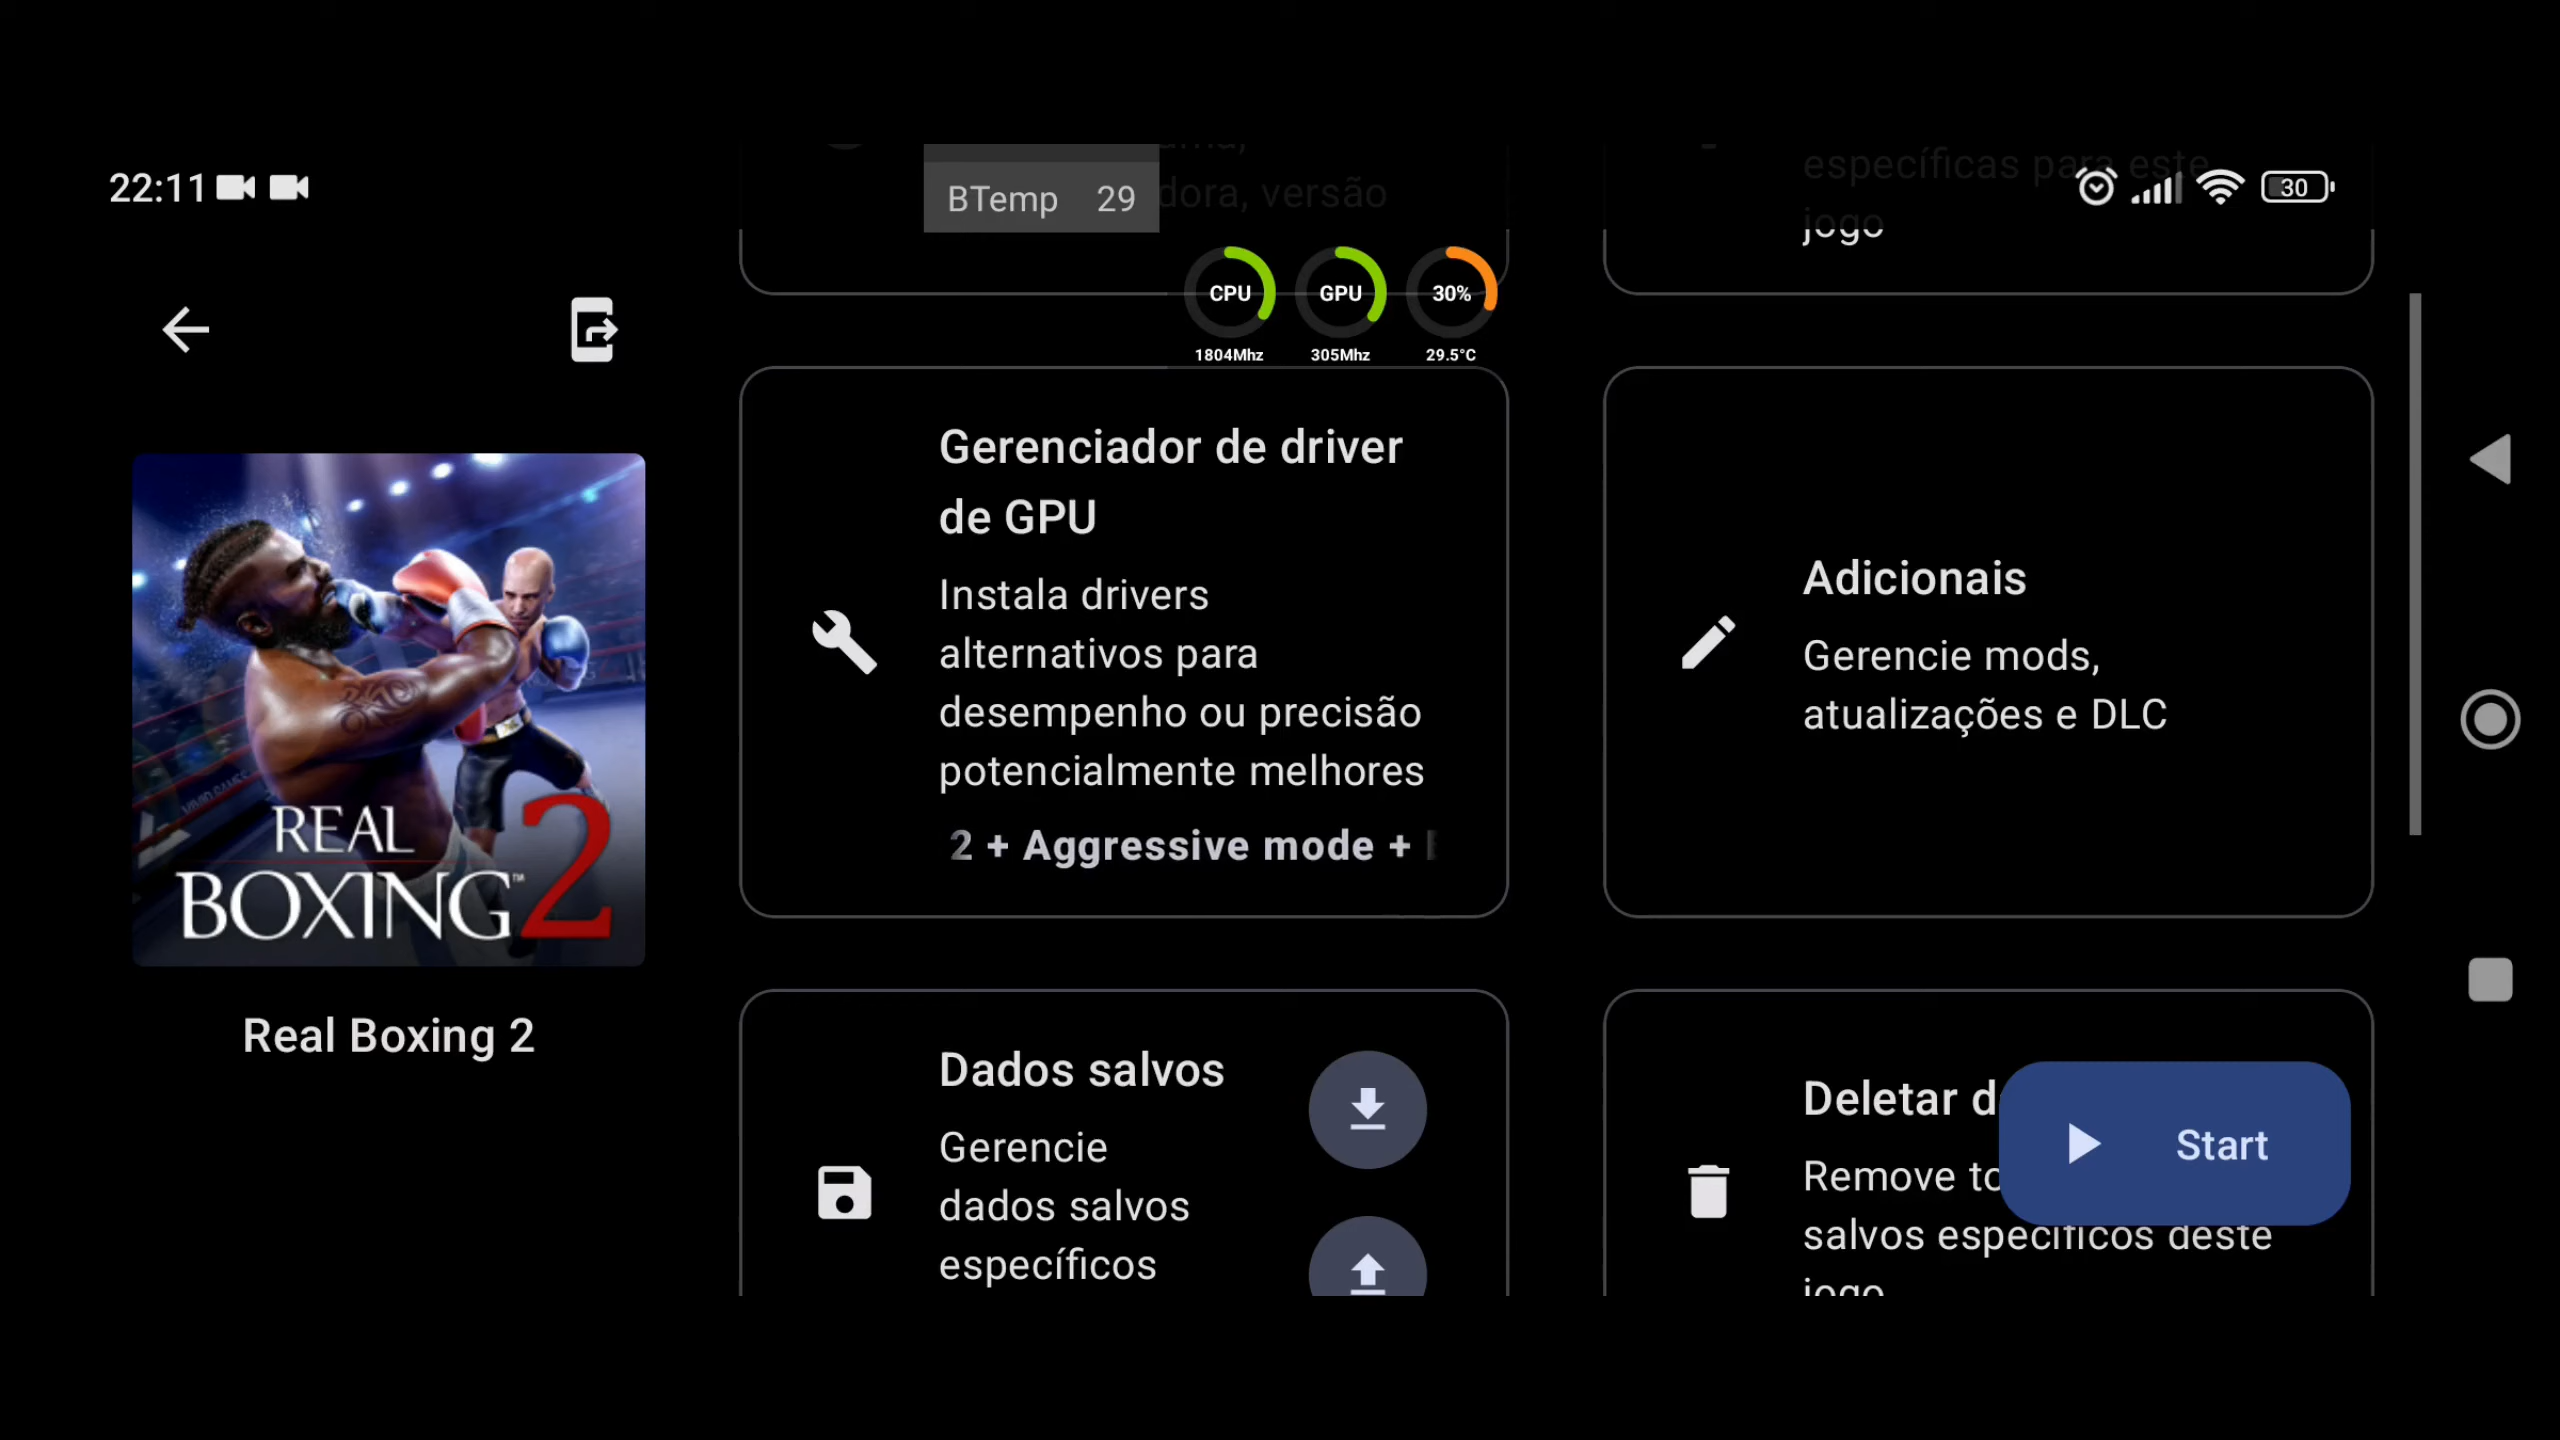 22:11
BTemp 29
dora, versão
específicas para este
jogo
30
CPU
GPU
30%
1804Mhz
305Mhz
29.5°C
REAL
BOXING™ 2
Real Boxing 2
Gerenciador de driver
de GPU
Instala drivers
alternativos para
desempenho ou precisão
potencialmente melhores
2 + Aggressive mode +
Adicionais
Gerencie mods,
atualizações e DLC
Dados salvos
Gerencie
dados salvos
específicos
Deletar d
Remove to
salvos específicos deste
jogo
Start